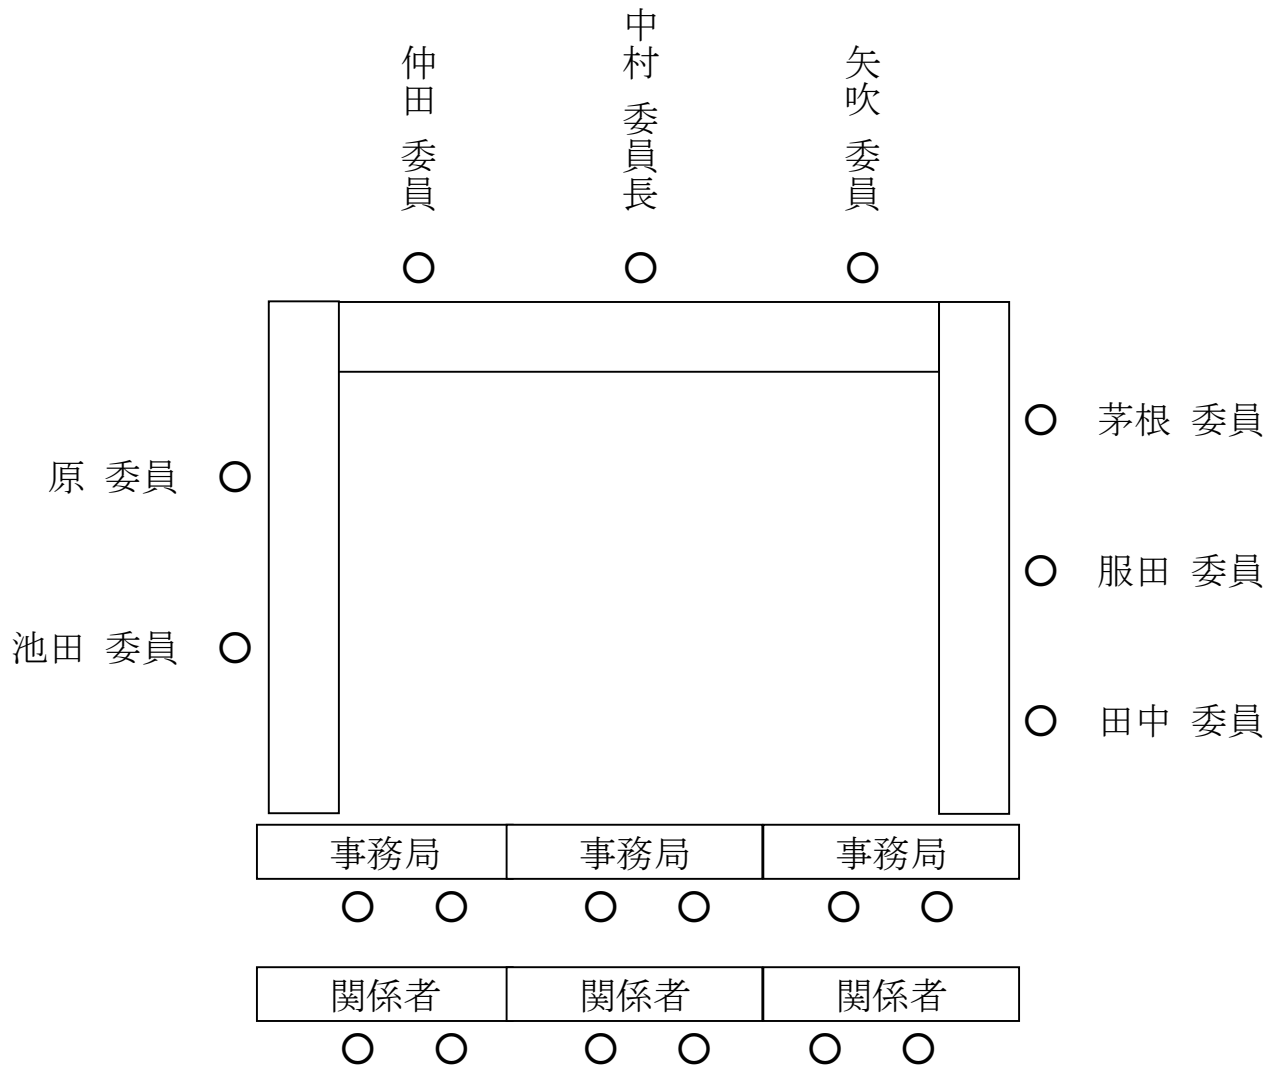 仲田 委員
中村 委員長
矢吹 委員
茅根 委員
原 委員
服田 委員
池田 委員
田中 委員
事務局 事務局 事務局
関係者 関係者 関係者